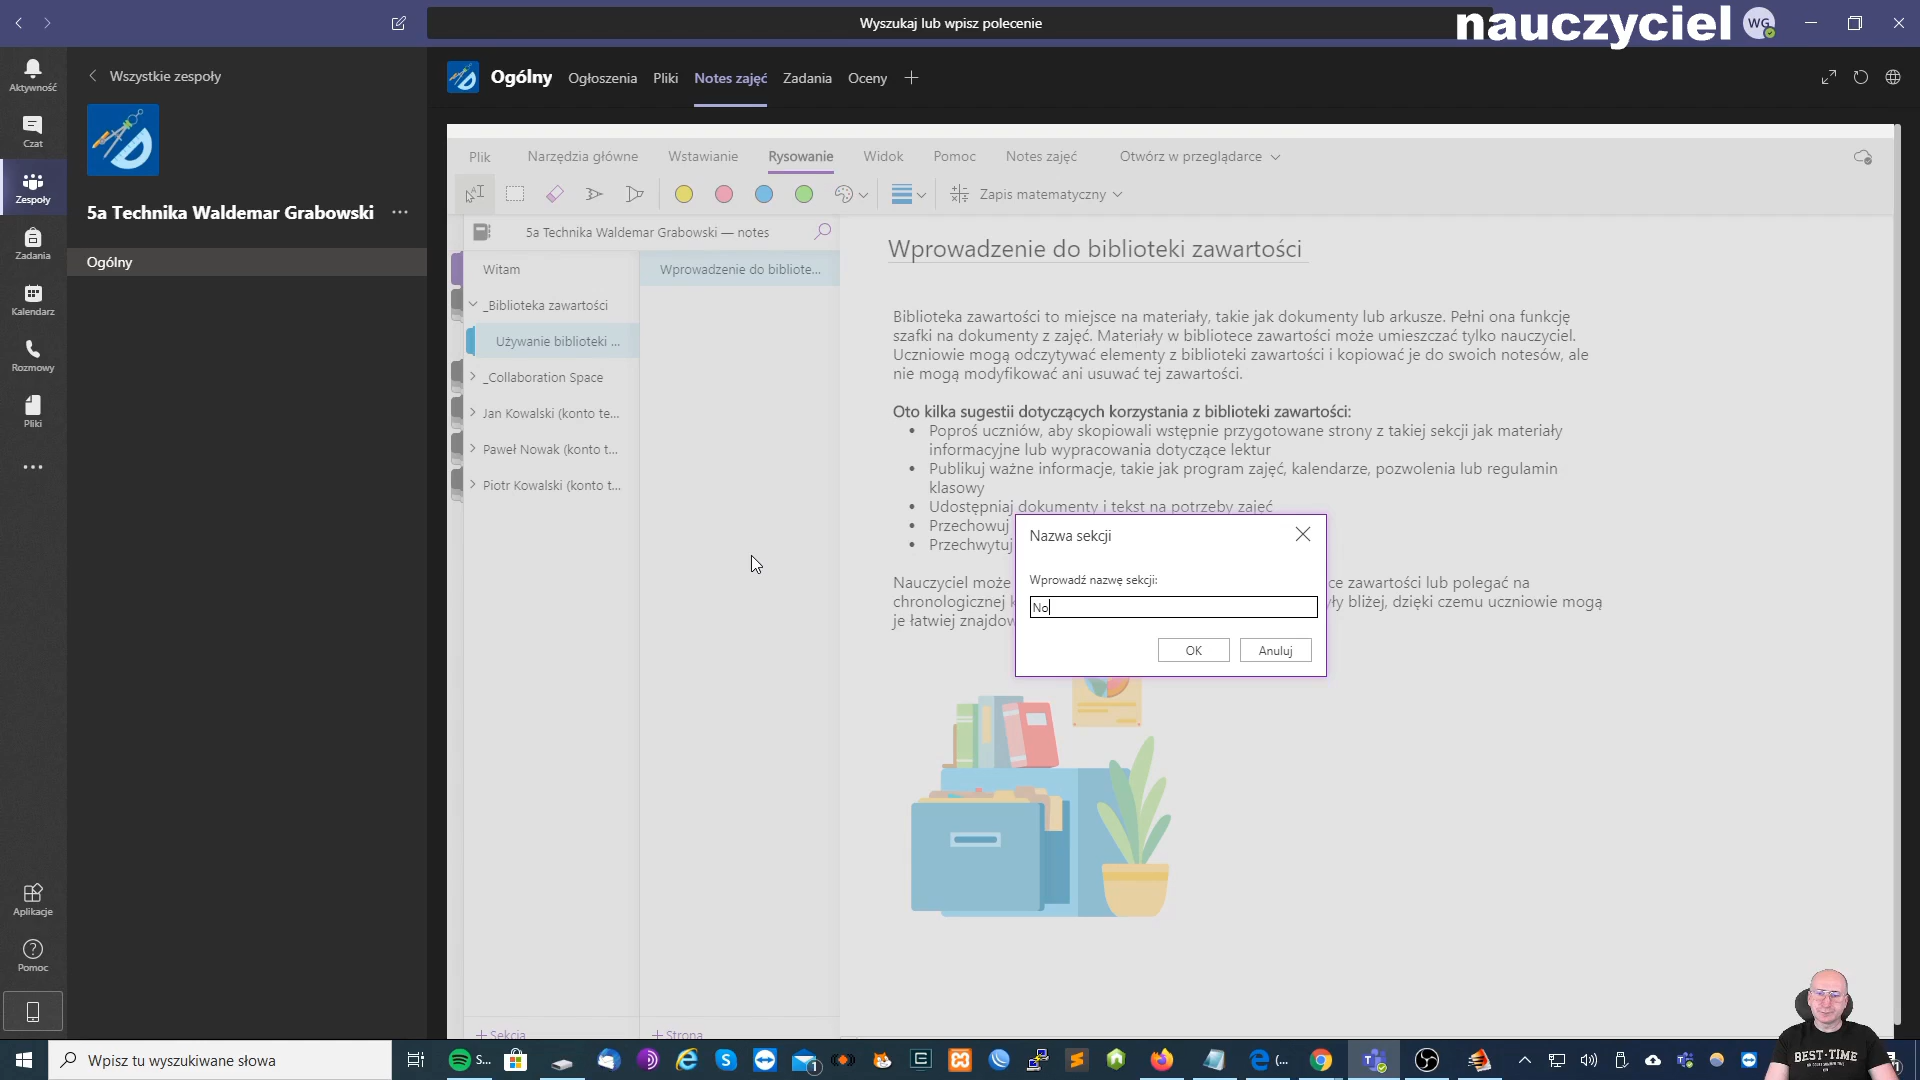 Wyszukaj lub wpisz polecenie
nauczyciel
WG
Aktywność
Czat
Zespoły
Zadania
Kalendarz
Rozmowy
Pliki
Aplikacje
Pomoc
Wszystkie zespoły
5a Technika Waldemar Grabowski
Ogólny
Ogólny Ogłoszenia Pliki Notes zajęć Zadania Oceny
Plik Narzędzia główne Wstawianie Rysowanie Widok Pomoc Notes zajęć Otwórz w przeglądarce
Zapis matematyczny
5a Technika Waldemar Grabowski — notes
Witam
_Biblioteka zawartości
Używanie biblioteki ...
_Collaboration Space
Jan Kowalski (konto te...
Paweł Nowak (konto t...
Piotr Kowalski (konto t...
+ Sekcja
Wprowadzenie do bibliote...
+ Strona
Wprowadzenie do biblioteki zawartości
Biblioteka zawartości to miejsce na materiały, takie jak dokumenty lub arkusze. Pełni ona funkcję
szafki na dokumenty z zajęć. Materiały w bibliotece zawartości może umieszczać tylko nauczyciel.
Uczniowie mogą odczytywać elementy z biblioteki zawartości i kopiować je do swoich notesów, ale
nie mogą modyfikować ani usuwać tej zawartości.
Oto kilka sugestii dotyczących korzystania z biblioteki zawartości:
• Poproś uczniów, aby skopiowali wstępnie przygotowane strony z takiej sekcji jak materiały
informacyjne lub wypracowania dotyczące lektur
• Publikuj ważne informacje, takie jak program zajęć, kalendarze, pozwolenia lub regulamin
klasowy
• Udostępniaj dokumenty i tekst na potrzeby zajęć
• Przechowuj
• Przechwytuj
Nauczyciel może ce zawartości lub polegać na
chronologicznej yły bliżej, dzięki czemu uczniowie mogą
je łatwiej znajdow
Nazwa sekcji
Wprowadź nazwę sekcji:
No
OK Anuluj
BEST-TIME
Wpisz tu wyszukiwane słowa
S...
1
(...